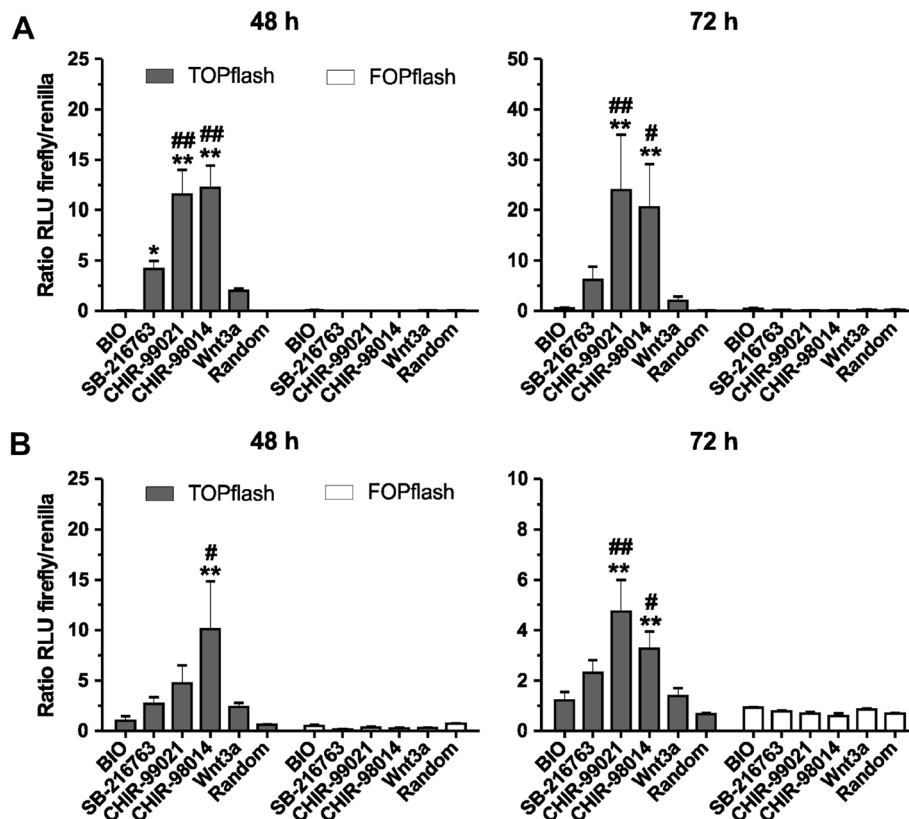 A
48 h
72 h
Ratio RLU firefly/renilla
TOPflash
FOPflash
25
20
15
10
5
0
##
**
##
**
*
BIO
SB-216763
CHIR-99021
CHIR-98014
Wnt3a
Random
BIO
SB-216763
CHIR-99021
CHIR-98014
Wnt3a
Random
50
40
30
20
10
0
##
**
#
**
BIO
SB-216763
CHIR-99021
CHIR-98014
Wnt3a
Random
BIO
SB-216763
CHIR-99021
CHIR-98014
Wnt3a
Random
B
48 h
72 h
Ratio RLU firefly/renilla
TOPflash
FOPflash
25
20
15
10
5
0
#
**
BIO
SB-216763
CHIR-99021
CHIR-98014
Wnt3a
Random
BIO
SB-216763
CHIR-99021
CHIR-98014
Wnt3a
Random
10
8
6
4
2
0
##
**
#
**
BIO
SB-216763
CHIR-99021
CHIR-98014
Wnt3a
Random
BIO
SB-216763
CHIR-99021
CHIR-98014
Wnt3a
Random